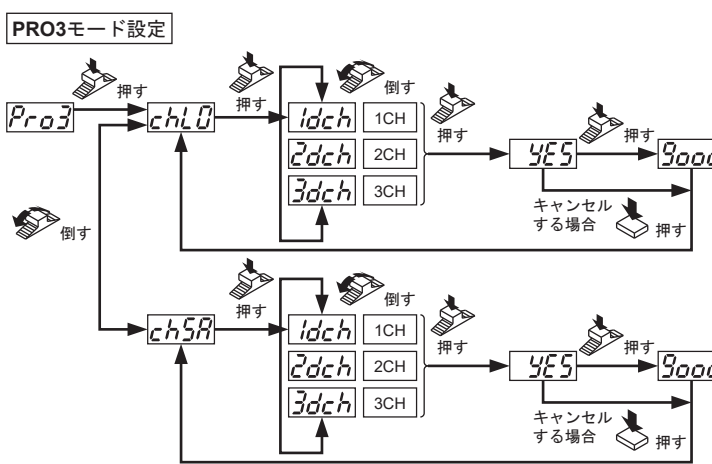 PRO3モード設定
押す
押す
倒す
Pro3
chLO
1dch 1CH
押す
押す
2dch 2CH
YES
good
3dch 3CH
キャンセル
する場合
押す
倒す
押す
倒す
chSA
1dch 1CH
押す
押す
2dch 2CH
YES
good
3dch 3CH
キャンセル
する場合
押す